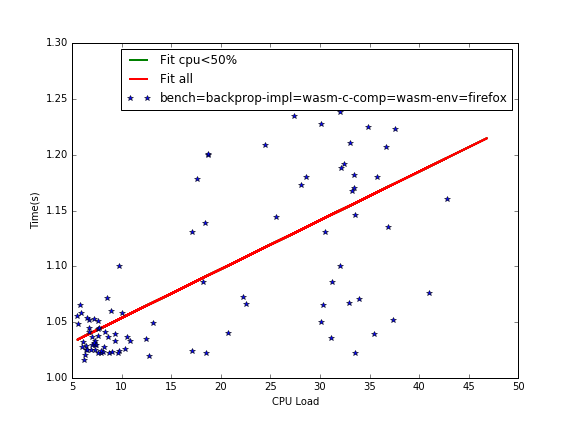 1.30
Fit cpu<50%
Fit all
bench=backprop-impl=wasm-c-comp=wasm-env=firefox
1.25
1.20
1.15
1.10
1.05
1.00
Time(s)
5 10 15 20 25 30 35 40 45 50
CPU Load